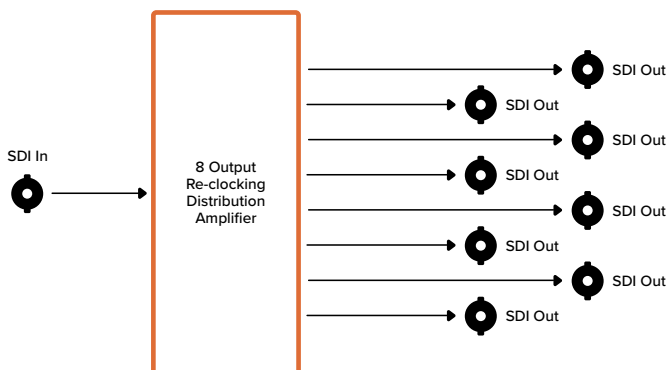 SDI In
8 Output
Re-clocking
Distribution
Amplifier
SDI Out
SDI Out
SDI Out
SDI Out
SDI Out
SDI Out
SDI Out
SDI Out